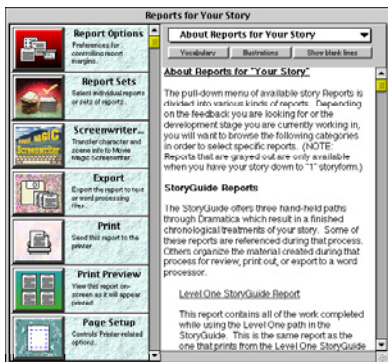 Reports for Your Story
Report Options
Preferences for
controlling report
margins.
Report Sets
Select individual reports
or sets of reports.
Screenwriter...
Transfer character and
scene info to Movie
Magic Screenwriter
Export
Export the report to text
or word processing
files...
Print
Send this report to the
printer.
Print Preview
View this report on-
screen as it will appear
printed
Page Setup
Controls Printer-related
options.
About Reports for Your Story
Vocabulary
Illustrations
Show blank lines
About Reports for "Your Story"
The pull-down menu of available story Reports is
divided into various kinds of reports. Depending
on the feedback you are looking for or the
development stage you are currently working in,
you will want to browse the following categories
in order to select specific reports. (NOTE:
Reports that are grayed out are only available
when you have your story down to "1" storyform.)
StoryGuide Reports
The StoryGuide offers three hand-held paths
through Dramatica which result in a finished
chronological treatments of your story. Some of
these reports are referenced during that process.
Others organize the material created during that
process for review, print out, or export to a word
processor.
Level One StoryGuide Report
This report contains all of the work completed
while using the Level One path in the
StoryGuide. This is the same report as the
one that prints from the Level One StoryGuide